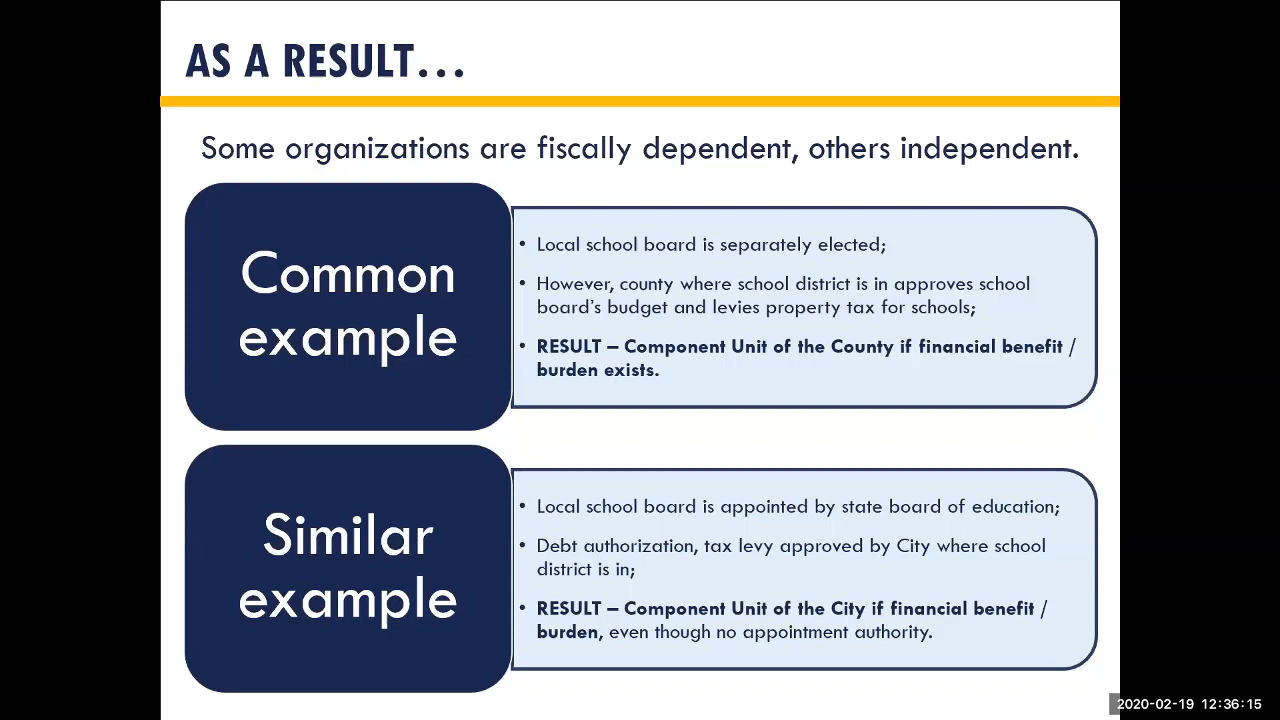 AS A RESULT...
Some organizations are fiscally dependent, others independent.
Common
example
• Local school board is separately elected;
• However, county where school district is in approves school
board's budget and levies property tax for schools;
• RESULT – Component Unit of the County if financial benefit /
burden exists.
Similar
example
• Local school board is appointed by state board of education;
• Debt authorization, tax levy approved by City where school
district is in;
• RESULT – Component Unit of the City if financial benefit /
burden, even though no appointment authority.
2020-02-19 12:36:15